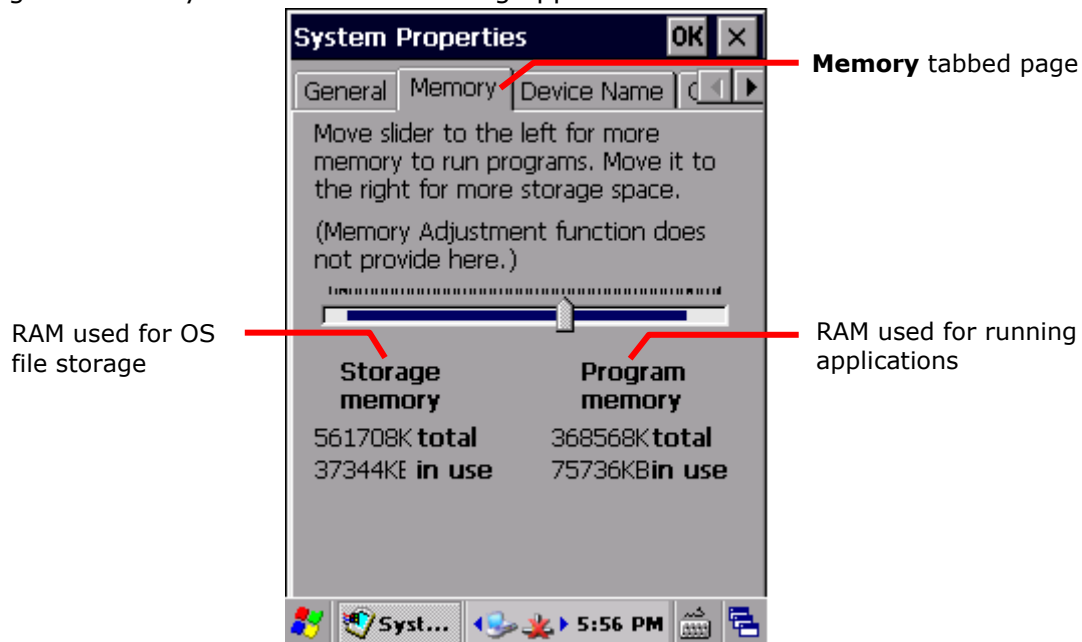 System Properties OK ×
Memory tabbed page
General Memory Device Name
Move slider to the left for more
memory to run programs. Move it to
the right for more storage space.
(Memory Adjustment function does
not provide here.)
RAM used for OS
file storage
RAM used for running
applications
Storage
memory
Program
memory
561708K total
368568K total
37344KB in use
75736KB in use
Syst... 5:56 PM